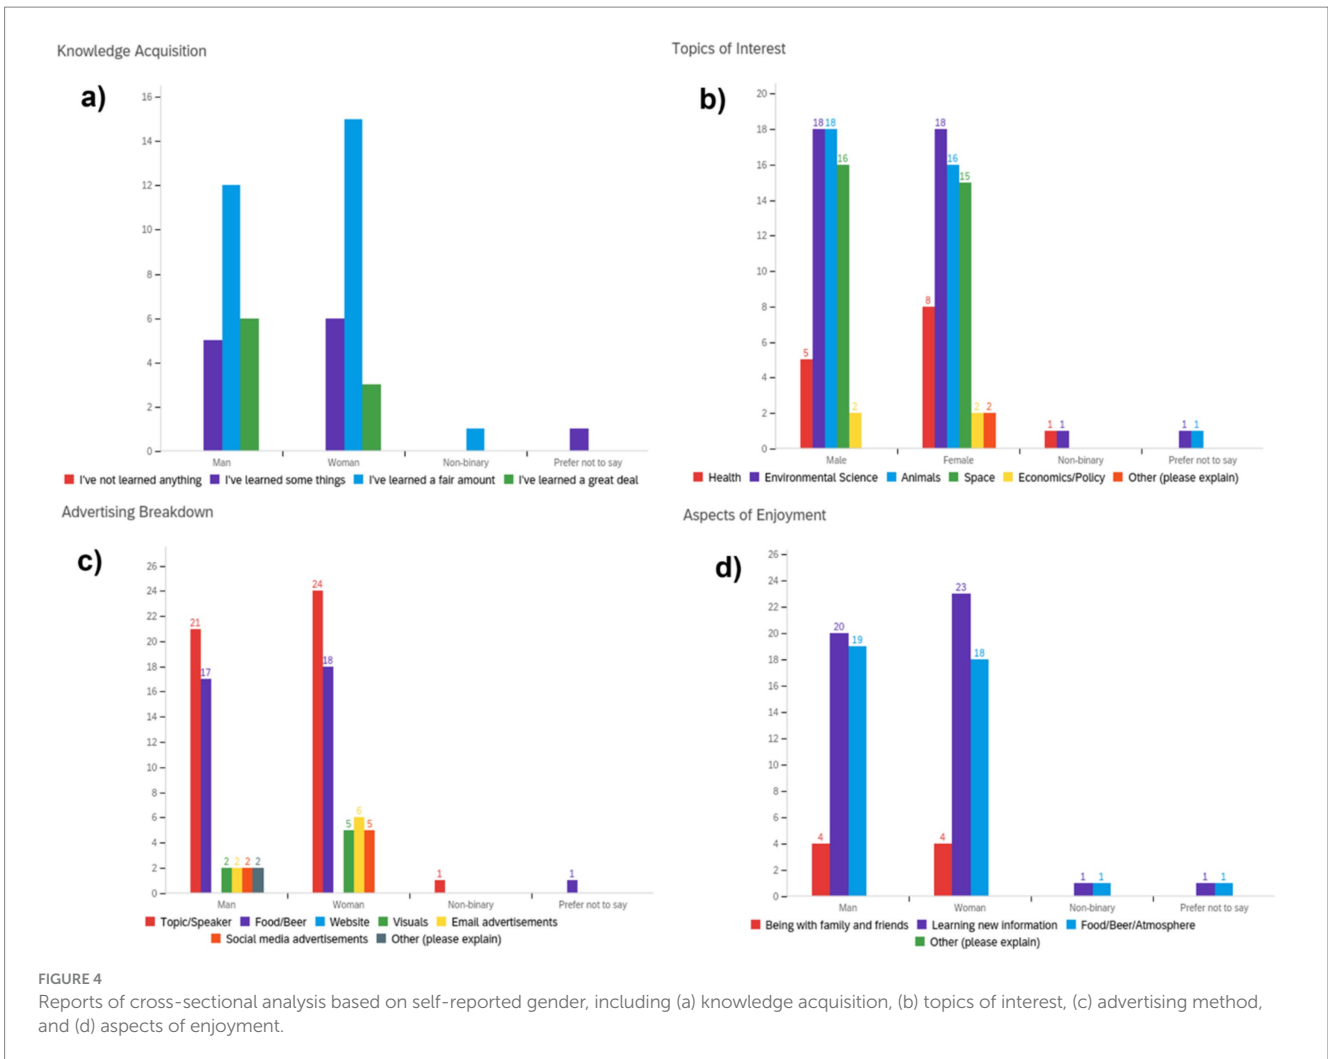 Knowledge Acquisition
a)
16
14
12
10
8
6
4
2
0
Man Woman Non-binary Prefer not to say
I've not learned anything I've learned some things I've learned a fair amount I've learned a great deal
Topics of Interest
b)
20
18
16
14
12
10
8
6
4
2
0
5 18 18 16 2
8 18 16 15 2 2
1 1
1 1
Male Female Non-binary Prefer not to say
Health Environmental Science Animals Space Economics/Policy Other (please explain)
Advertising Breakdown
c)
26
24
22
20
18
16
14
12
10
8
6
4
2
0
21 17 2 2 2 2
24 18 5 6 5
1
1
Man Woman Non-binary Prefer not to say
Topic/Speaker Food/Beer Website Visuals Email advertisements
Social media advertisements Other (please explain)
Aspects of Enjoyment
d)
26
24
22
20
18
16
14
12
10
8
6
4
2
0
4 20 19
4 23 18
1 1
1 1
Man Woman Non-binary Prefer not to say
Being with family and friends Learning new information Food/Beer/Atmosphere
Other (please explain)
FIGURE 4
Reports of cross-sectional analysis based on self-reported gender, including (a) knowledge acquisition, (b) topics of interest, (c) advertising method,
and (d) aspects of enjoyment.